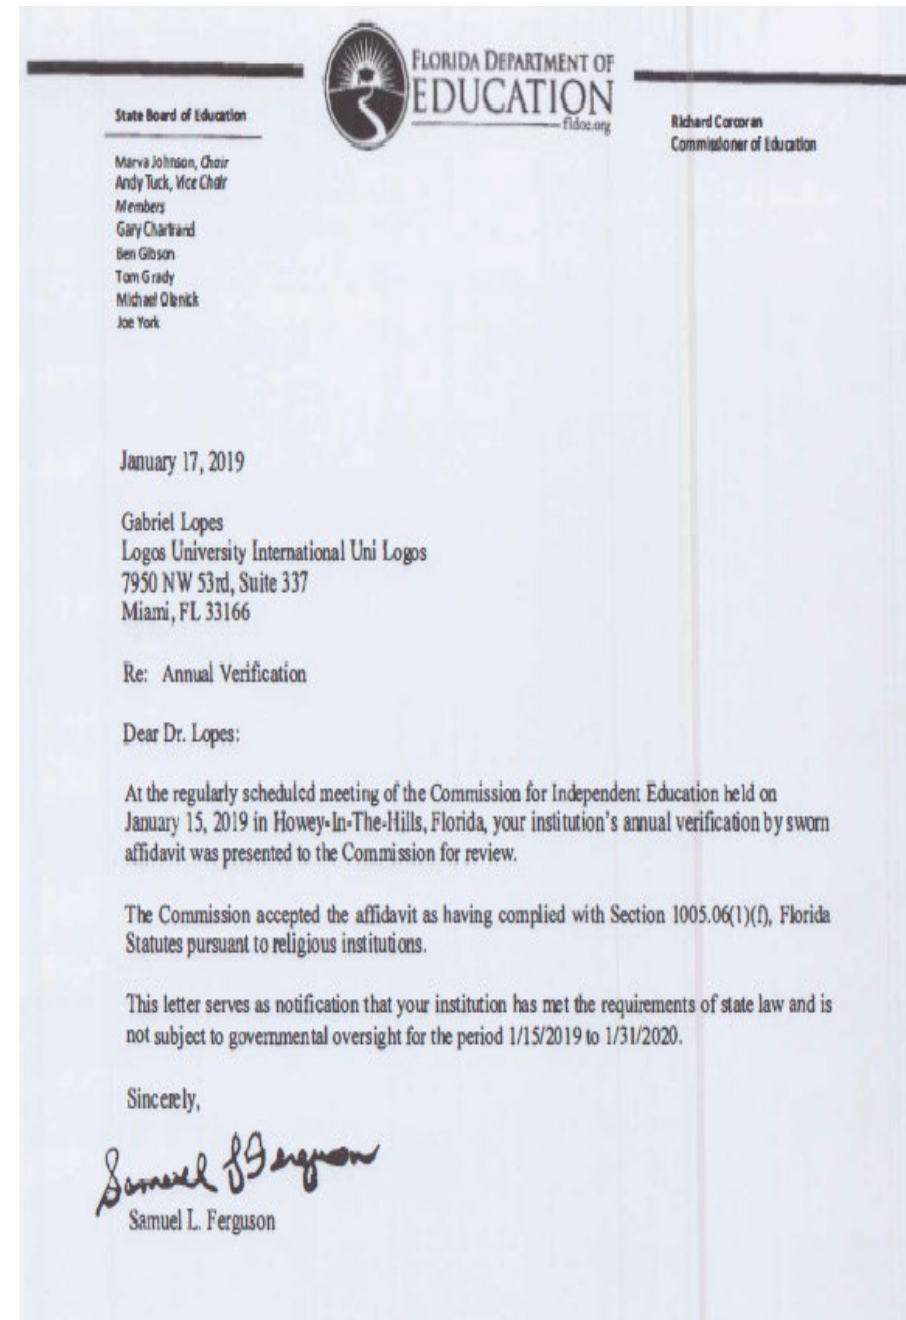 FLORIDA DEPARTMENT OF
EDUCATION
fldoe.org
State Board of Education
Marva Johnson, Chair
Andy Tuck, Vice Chair
Members
Gary Chartrand
Ben Gibson
Tom Grady
Michael Olenick
Joe York
Richard Corcoran
Commissioner of Education
January 17, 2019
Gabriel Lopes
Logos University International Uni Logos
7950 NW 53rd, Suite 337
Miami, FL 33166
Re: Annual Verification
Dear Dr. Lopes:
At the regularly scheduled meeting of the Commission for Independent Education held on
January 15, 2019 in Howey-In-The-Hills, Florida, your institution's annual verification by sworn
affidavit was presented to the Commission for review.
The Commission accepted the affidavit as having complied with Section 1005.06(1)(f), Florida
Statutes pursuant to religious institutions.
This letter serves as notification that your institution has met the requirements of state law and is
not subject to governmental oversight for the period 1/15/2019 to 1/31/2020.
Sincerely,
Samuel L Ferguson
Samuel L. Ferguson